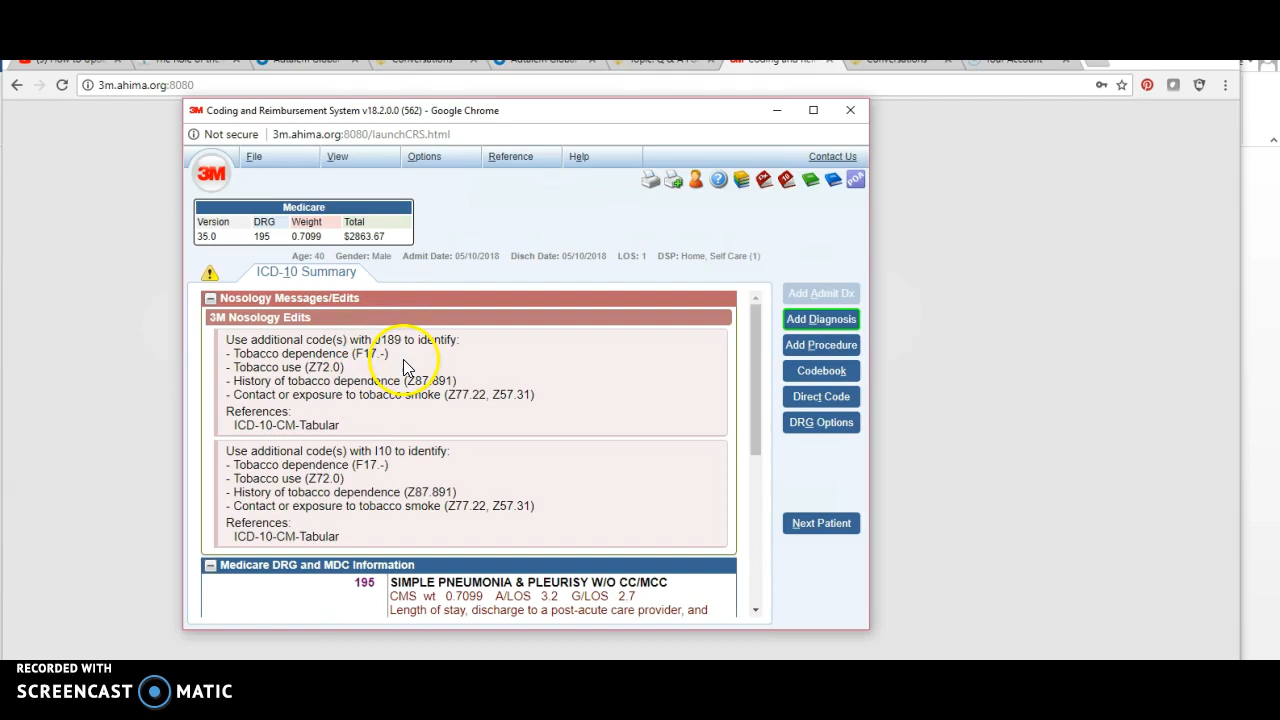 3m.ahima.org:8080
3M Coding and Reimbursement System v18.2.0.0 (562) - Google Chrome
Not secure | 3m.ahima.org:8080/launchCRS.html
3M
File
View
Options
Reference
Help
Contact Us
POA
Medicare
Version DRG Weight Total
35.0 195 0.7099 $2863.67
Age: 40 Gender: Male Admit Date: 05/10/2018 Disch Date: 05/10/2018 LOS: 1 DSP: Home, Self Care (1)
ICD-10 Summary
Nosology Messages/Edits
3M Nosology Edits
Use additional code(s) with J189 to identify:
- Tobacco dependence (F17.-)
- Tobacco use (Z72.0)
- History of tobacco dependence (Z87.891)
- Contact or exposure to tobacco smoke (Z77.22, Z57.31)
References:
ICD-10-CM-Tabular
Use additional code(s) with I10 to identify:
- Tobacco dependence (F17.-)
- Tobacco use (Z72.0)
- History of tobacco dependence (Z87.891)
- Contact or exposure to tobacco smoke (Z77.22, Z57.31)
References:
ICD-10-CM-Tabular
Medicare DRG and MDC Information
195 SIMPLE PNEUMONIA & PLEURISY W/O CC/MCC
CMS wt 0.7099 A/LOS 3.2 G/LOS 2.7
Length of stay, discharge to a post-acute care provider, and
Add Admit Dx
Add Diagnosis
Add Procedure
Codebook
Direct Code
DRG Options
Next Patient
RECORDED WITH
SCREENCAST MATIC